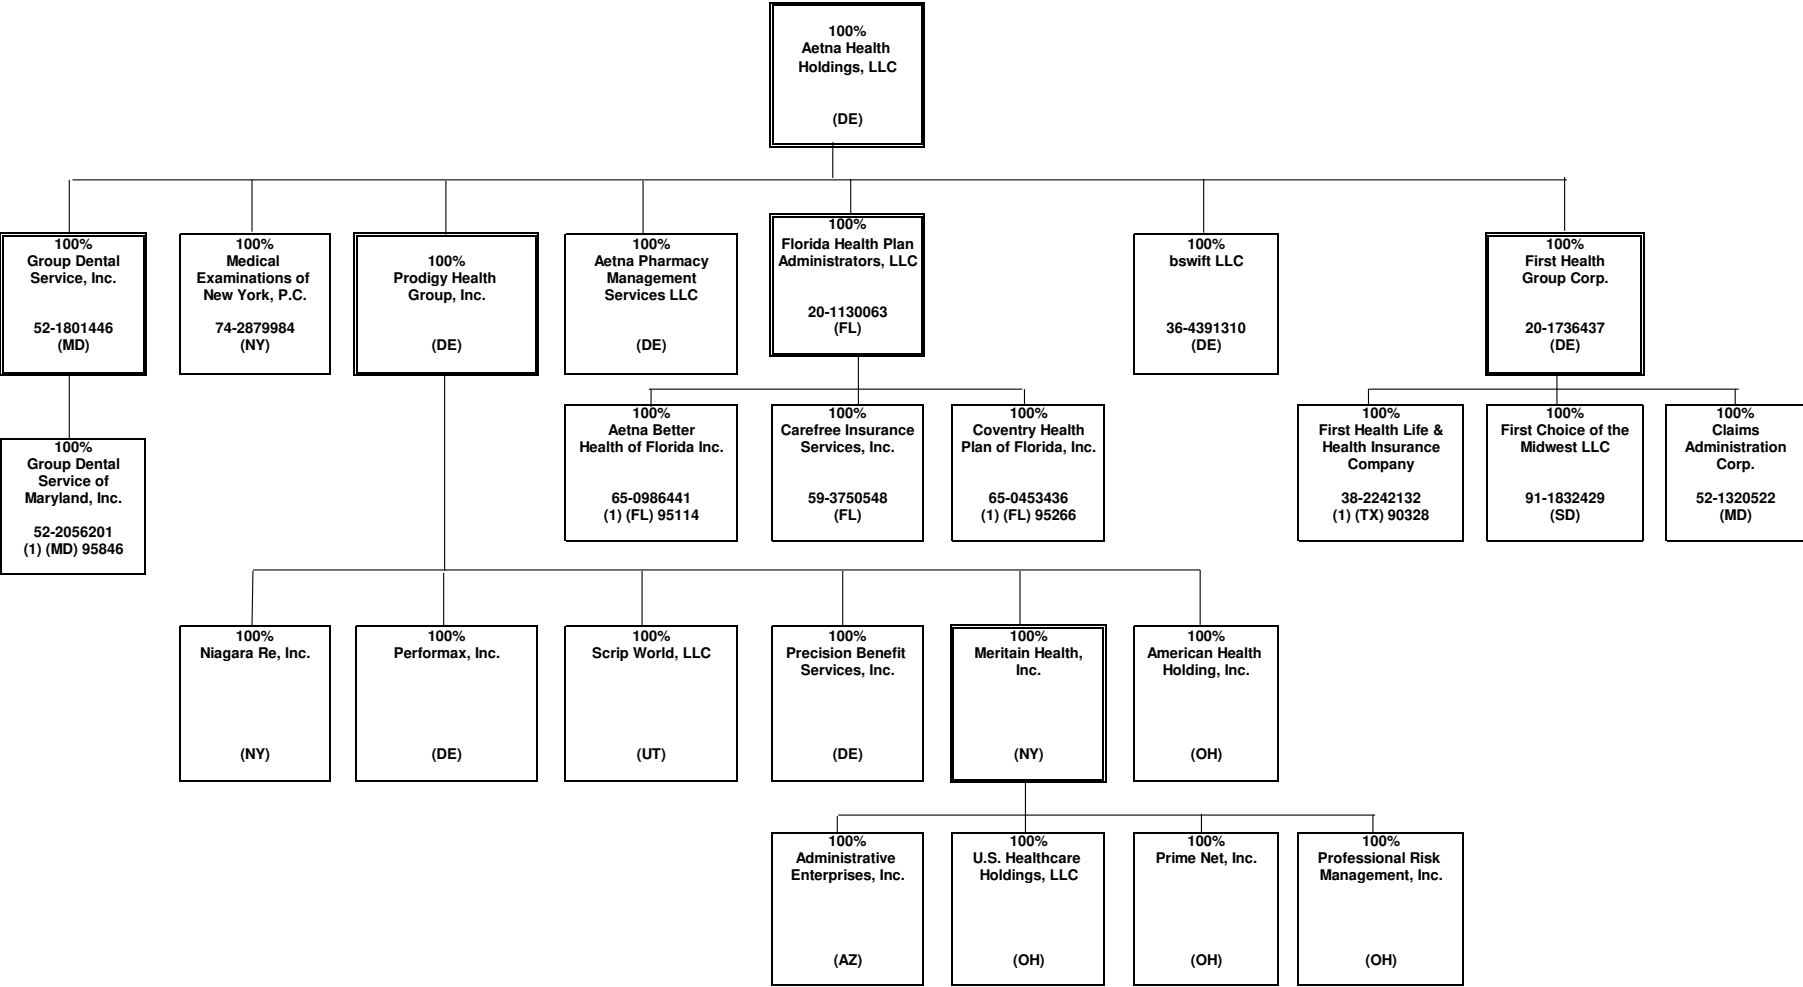 100%
Aetna Health
Holdings, LLC
(DE)
100%
Group Dental
Service, Inc.
52-1801446
(MD)
100%
Medical
Examinations of
New York, P.C.
74-2879984
(NY)
100%
Prodigy Health
Group, Inc.
(DE)
100%
Aetna Pharmacy
Management
Services LLC
(DE)
100%
Florida Health Plan
Administrators, LLC
20-1130063
(FL)
100%
bswift LLC
36-4391310
(DE)
100%
First Health
Group Corp.
20-1736437
(DE)
100%
Group Dental
Service of
Maryland, Inc.
52-2056201
(1) (MD) 95846
100%
Aetna Better
Health of Florida Inc.
65-0986441
(1) (FL) 95114
100%
Carefree Insurance
Services, Inc.
59-3750548
(FL)
100%
Coventry Health
Plan of Florida, Inc.
65-0453436
(1) (FL) 95266
100%
First Health Life &
Health Insurance
Company
38-2242132
(1) (TX) 90328
100%
First Choice of the
Midwest LLC
91-1832429
(SD)
100%
Claims
Administration
Corp.
52-1320522
(MD)
100%
Niagara Re, Inc.
(NY)
100%
Performax, Inc.
(DE)
100%
Scrip World, LLC
(UT)
100%
Precision Benefit
Services, Inc.
(DE)
100%
Meritain Health,
Inc.
(NY)
100%
American Health
Holding, Inc.
(OH)
100%
Administrative
Enterprises, Inc.
(AZ)
100%
U.S. Healthcare
Holdings, LLC
(OH)
100%
Prime Net, Inc.
(OH)
100%
Professional Risk
Management, Inc.
(OH)